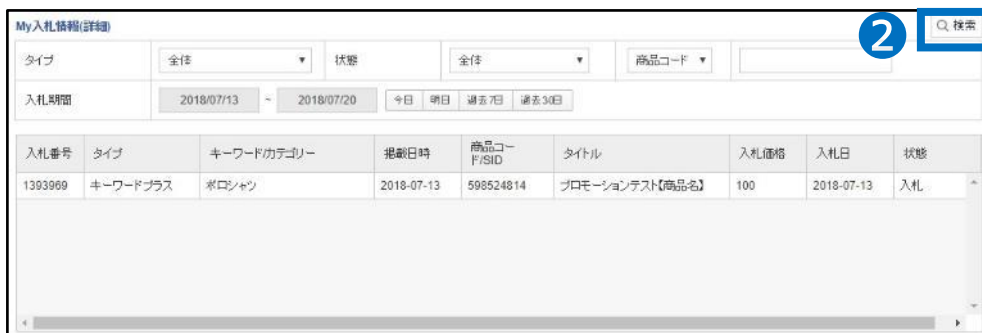 My入札情報(詳細)
2
検索
タイプ 全体 状態 全体 商品コード
入札期間 2018/07/13 ~ 2018/07/20 今日 明日 過去7日 過去30日
入札番号 タイプ キーワード/カテゴリー 掲載日時 商品コー タイトル 入札価格 入札日 状態
ド/SID
1393969 キーワードプラス ポロシャツ 2018-07-13 598524814 プロモーションテスト【商品名】 100 2018-07-13 入札